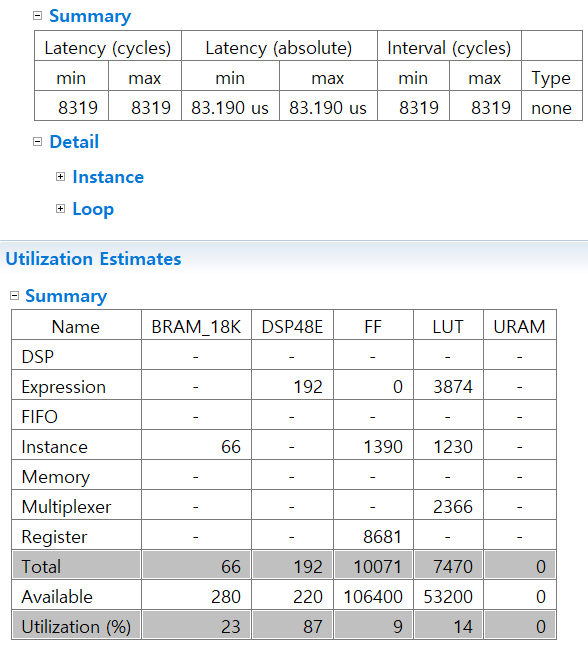 Summary
Latency (cycles) Latency (absolute) Interval (cycles)
min max min max min max Type
8319 8319 83.190 us 83.190 us 8319 8319 none
Detail
Instance
Loop
Utilization Estimates
Summary
Name BRAM_18K DSP48E FF LUT URAM
DSP - - - - -
Expression - 192 0 3874 -
FIFO - - - - -
Instance 66 - 1390 1230 -
Memory - - - - -
Multiplexer - - - 2366 -
Register - - 8681 - -
Total 66 192 10071 7470 0
Available 280 220 106400 53200 0
Utilization (%) 23 87 9 14 0